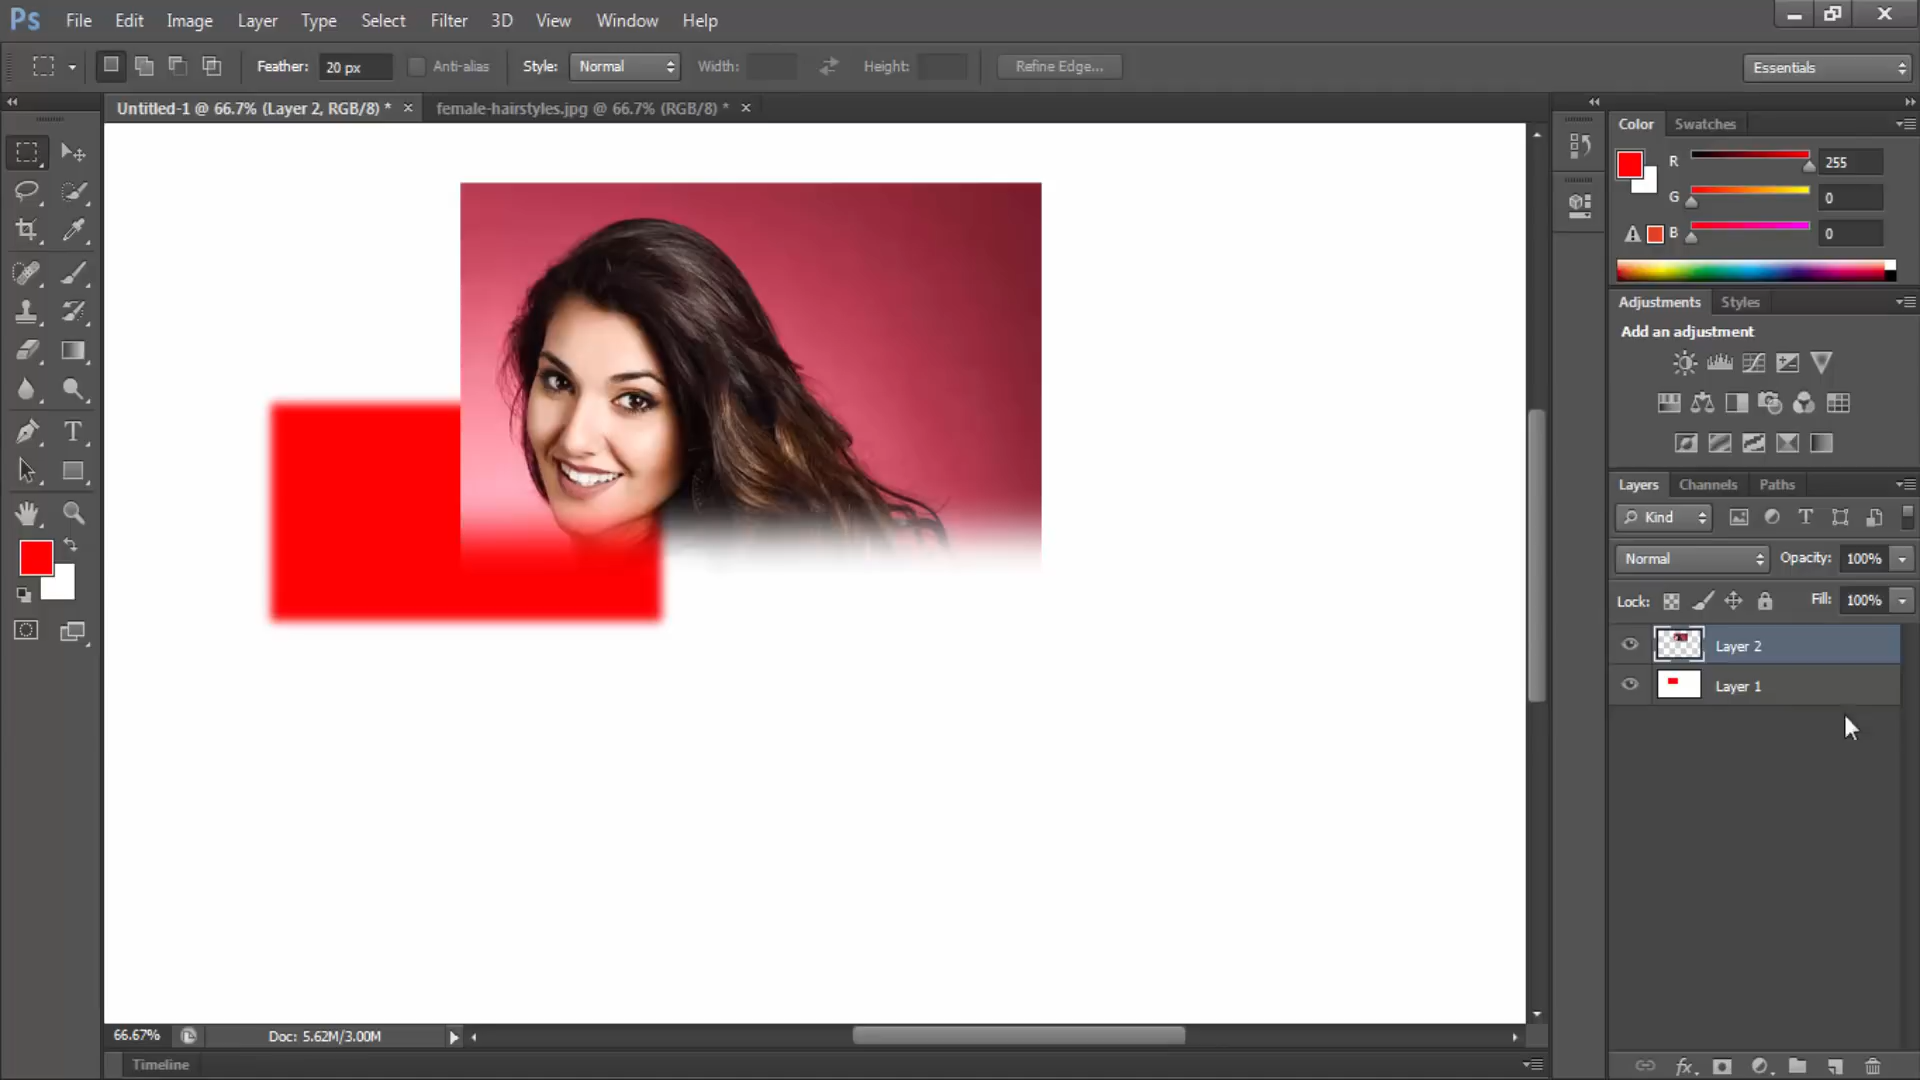 Ps File Edit Image Layer Type Select Filter 3D View Window Help
Feather: 20 px Anti-alias Style: Normal Width: Height: Refine Edge... Essentials
Untitled-1 @ 66.7% (Layer 2, RGB/8) * × female-hairstyles.jpg @ 66.7% (RGB/8) * ×
Color Swatches
R 255
G 0
B 0
Adjustments Styles
Add an adjustment
Layers Channels Paths
Kind
Normal Opacity: 100%
Lock: Fill: 100%
Layer 2
Layer 1
66.67% Doc: 5.62M/3.00M
Timeline
fx